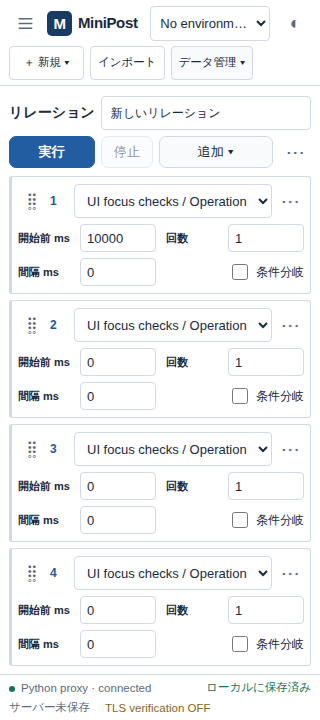 M MiniPost No environm…
+ 新規 ▾ インポート データ管理 ▾
リレーション 新しいリレーション
実行 停止 追加 ▾ ···
1 UI focus checks / Operation ···
開始前 ms 10000 回数 1
間隔 ms 0 条件分岐
2 UI focus checks / Operation ···
開始前 ms 0 回数 1
間隔 ms 0 条件分岐
3 UI focus checks / Operation ···
開始前 ms 0 回数 1
間隔 ms 0 条件分岐
4 UI focus checks / Operation ···
開始前 ms 0 回数 1
間隔 ms 0 条件分岐
Python proxy · connected ローカルに保存済み
サーバー未保存 TLS verification OFF